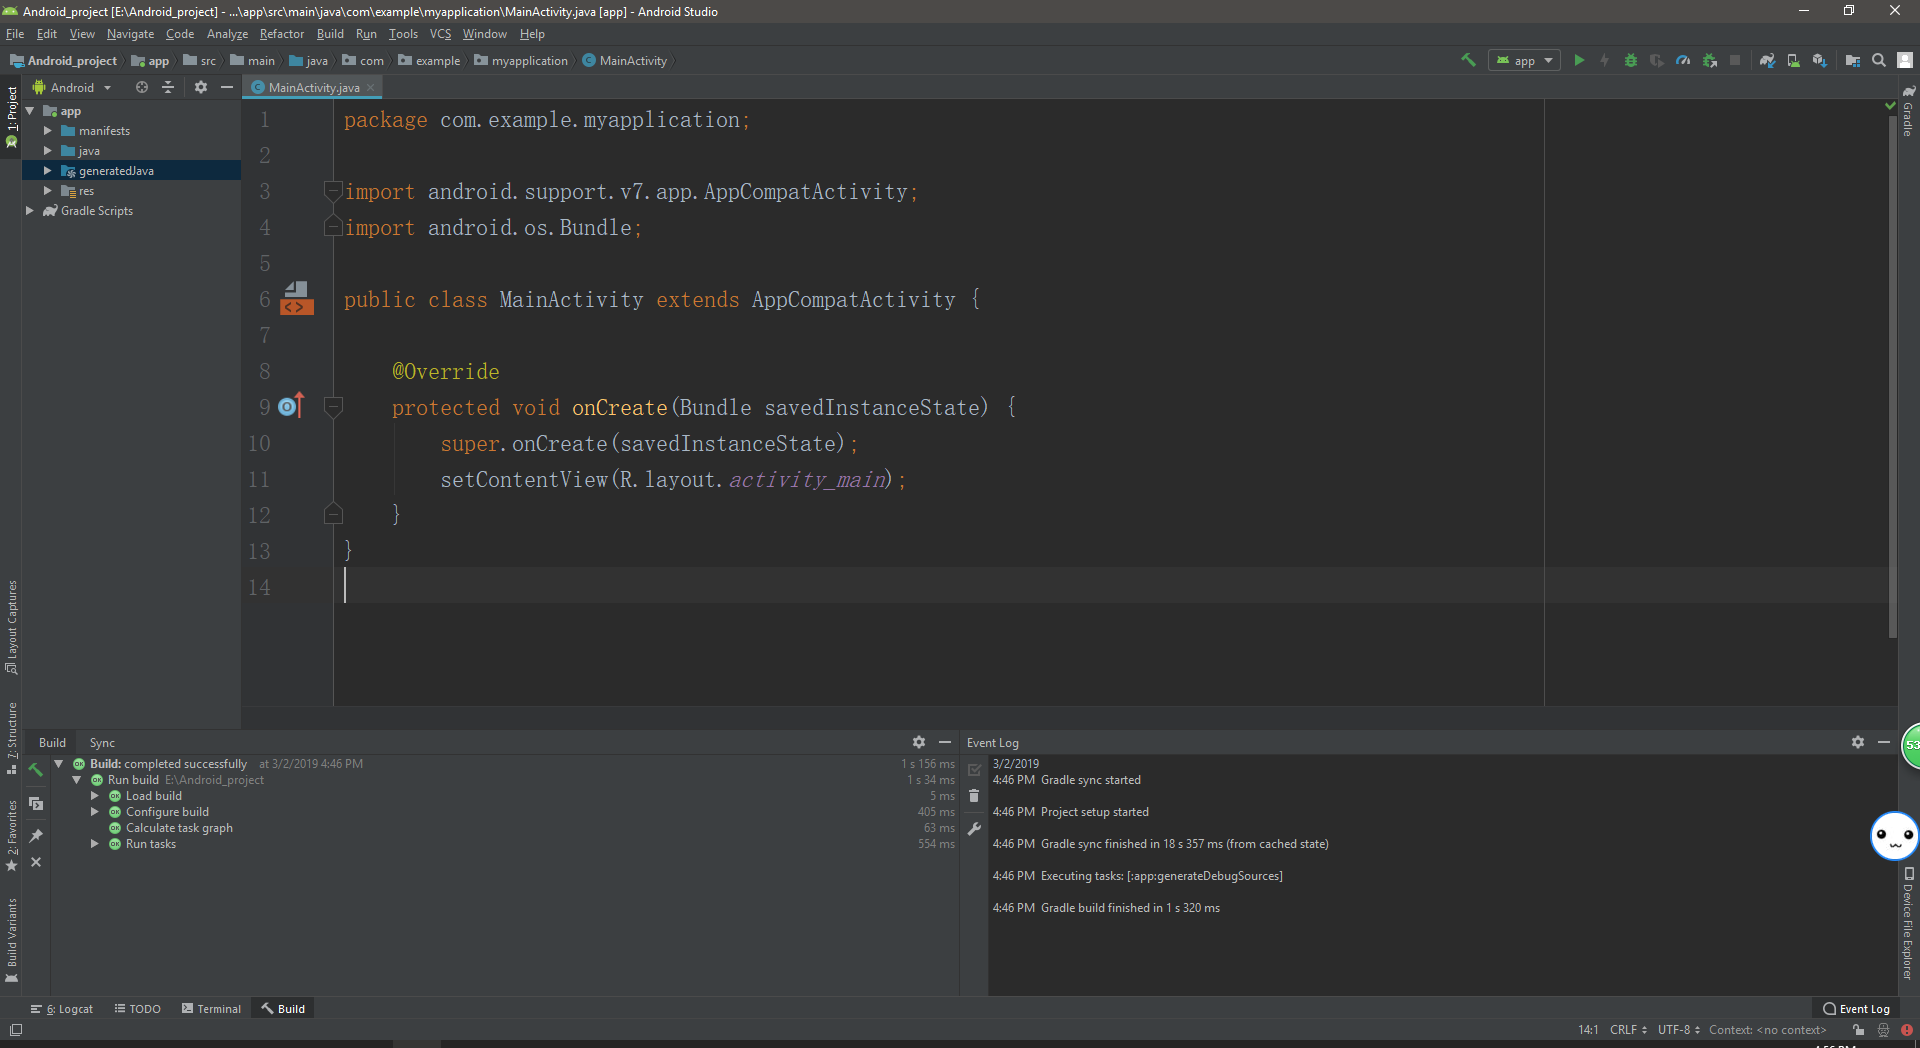 Android_project [E:\Android_project] - ...\app\src\main\java\com\example\myapplication\MainActivity.java [app] - Android Studio
File Edit View Navigate Code Analyze Refactor Build Run Tools VCS Window Help
Android_project app src main java com example myapplication MainActivity app
1: Project
Android
MainActivity.java
app
manifests
java
generatedJava
res
Gradle Scripts
1 package com.example.myapplication;
2
3 import android.support.v7.app.AppCompatActivity;
4 import android.os.Bundle;
5
6 public class MainActivity extends AppCompatActivity {
7
8 @Override
9 protected void onCreate(Bundle savedInstanceState) {
10 super.onCreate(savedInstanceState);
11 setContentView(R.layout.activity_main);
12 }
13 }
14
Gradle
Layout Captures
7: Structure
2: Favorites
Build Variants
Build Sync
Build: completed successfully at 3/2/2019 4:46 PM 1 s 156 ms
Run build E:\Android_project 1 s 34 ms
Load build 5 ms
Configure build 405 ms
Calculate task graph 63 ms
Run tasks 554 ms
Event Log
3/2/2019
4:46 PM Gradle sync started
4:46 PM Project setup started
4:46 PM Gradle sync finished in 18 s 357 ms (from cached state)
4:46 PM Executing tasks: [:app:generateDebugSources]
4:46 PM Gradle build finished in 1 s 320 ms
53
Device File Explorer
6: Logcat TODO Terminal Build Event Log
14:1 CRLF UTF-8 Context: <no context>